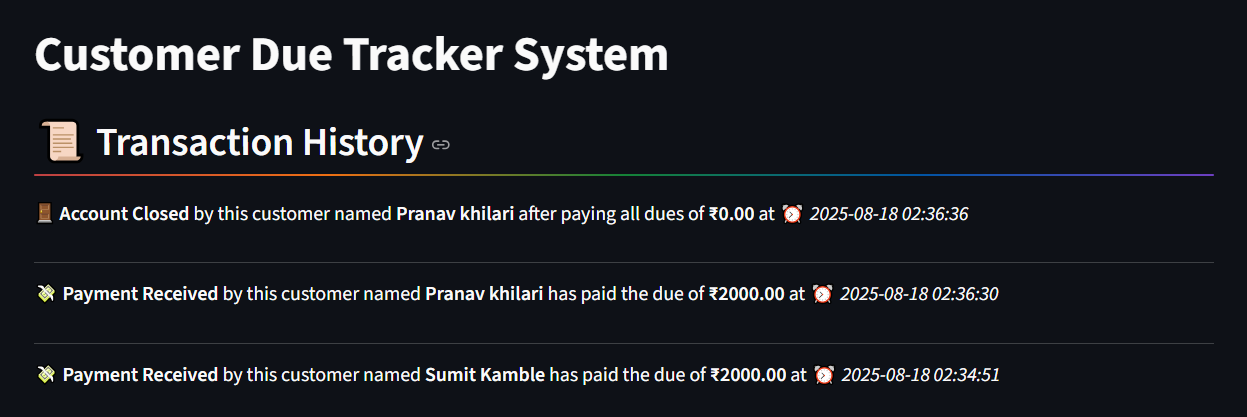 Customer Due Tracker System
📜 Transaction History
🚪 Account Closed by this customer named Pranav khilari after paying all dues of ₹0.00 at ⏰ 2025-08-18 02:36:36
💸 Payment Received by this customer named Pranav khilari has paid the due of ₹2000.00 at ⏰ 2025-08-18 02:36:30
💸 Payment Received by this customer named Sumit Kamble has paid the due of ₹2000.00 at ⏰ 2025-08-18 02:34:51